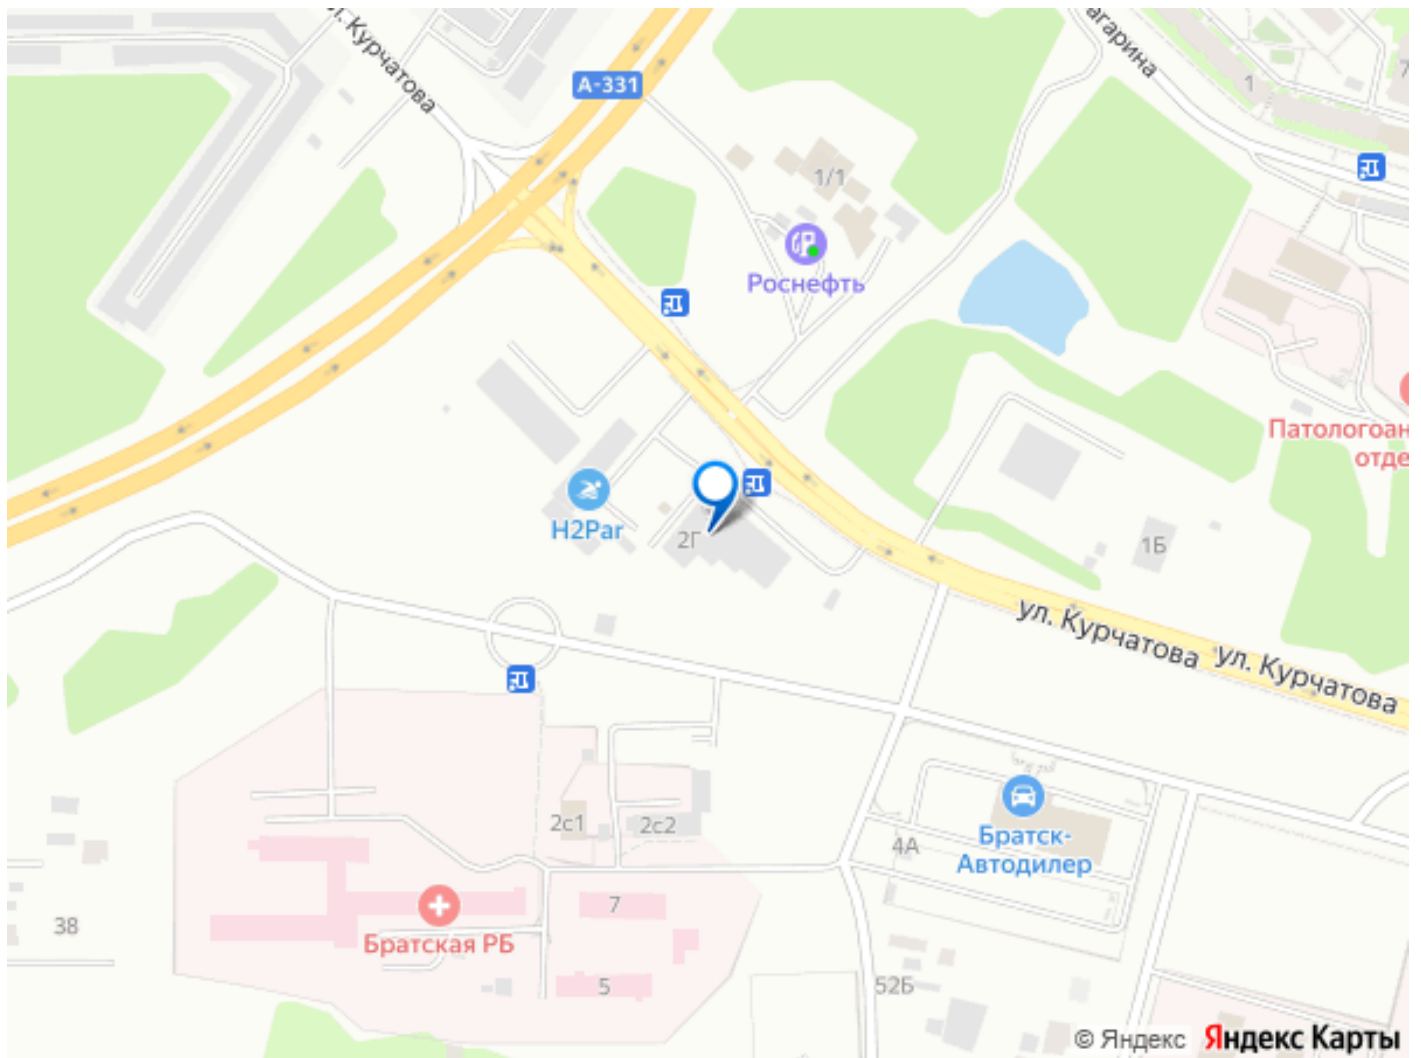 ул. Курчатова
А-331
агарина
1
7
1/1
Роснефть
Патологоан
отде
H2Par
2Г
1Б
ул. Курчатова
ул. Курчатова
2с1
2с2
4А
Братск-
Автодилер
38
7
Братская РБ
5
52Б
© Яндекс Яндекс Карты